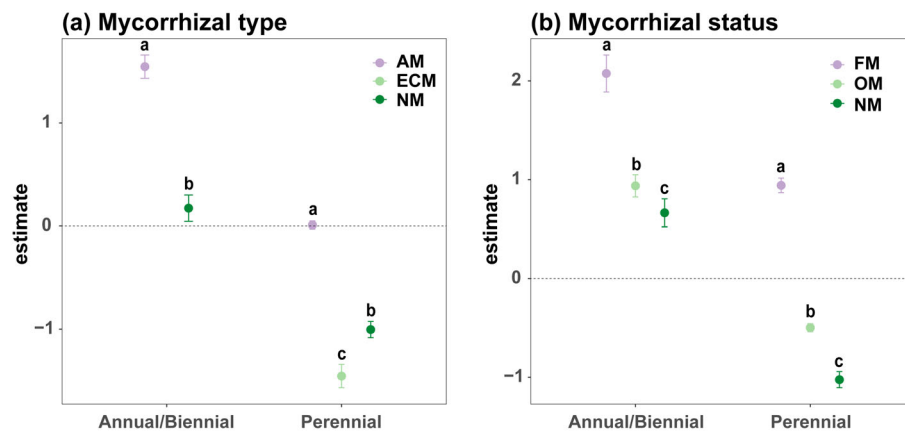 (a) Mycorrhizal type
a
AM
ECM
NM
1
b
a
estimate
0
b
−1
c
Annual/Biennial Perennial
(b) Mycorrhizal status
a
FM
OM
NM
2
b
c
a
1
estimate
0
b
c
−1
Annual/Biennial Perennial